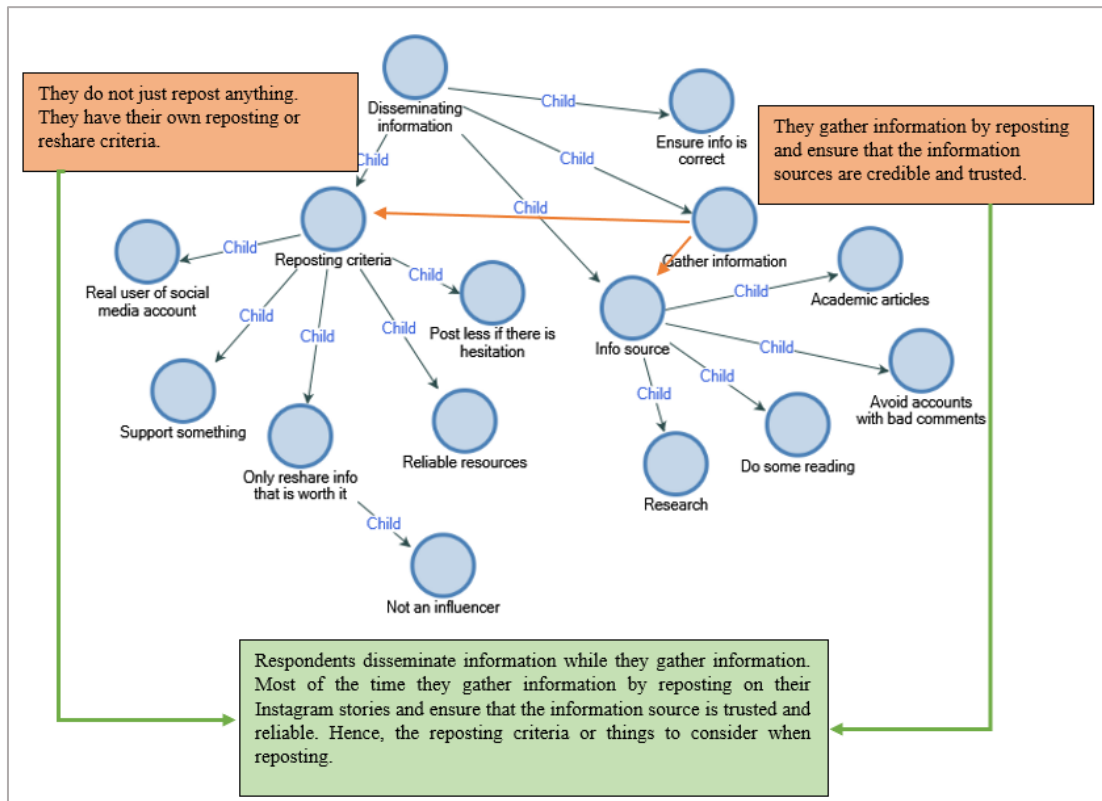 They do not just repost anything.
They have their own reposting or
reshare criteria.
Disseminating
information
Child
Ensure info is
correct
They gather information by reposting
and ensure that the information
sources are credible and trusted.
Child
Child
Child
Reposting criteria
Gather information
Child
Real user of social
media account
Child
Post less if there is
hesitation
Info source
Child
Academic articles
Child
Support something
Child
Only reshare info
that is worth it
Child
Reliable resources
Child
Avoid accounts
with bad comments
Child
Do some reading
Child
Research
Child
Not an influencer
Respondents disseminate information while they gather information.
Most of the time they gather information by reposting on their
Instagram stories and ensure that the information source is trusted and
reliable. Hence, the reposting criteria or things to consider when
reposting.